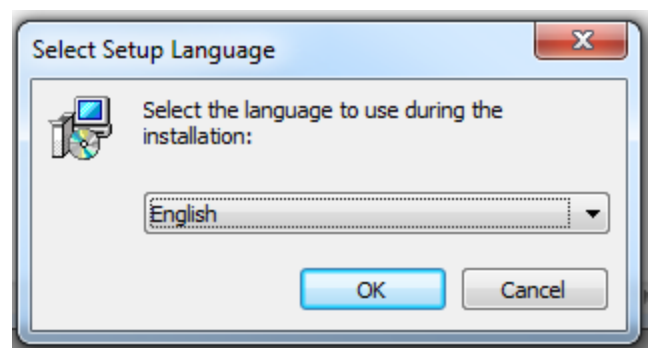 Select Setup Language
Select the language to use during the
installation:
English
OK
Cancel